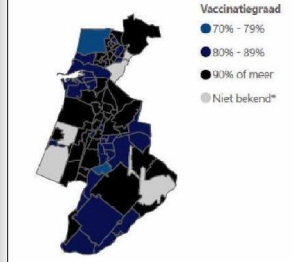 Vaccinatiegraad
70% - 79%
80% - 89%
90% of meer
Niet bekend*